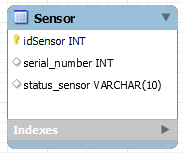 Sensor
idSensor INT
serial_number INT
status_sensor VARCHAR(10)
Indexes